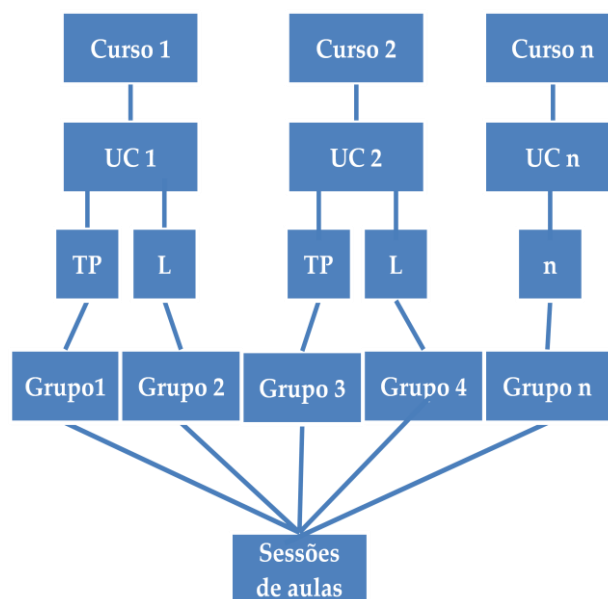 Curso 1
Curso 2
Curso n
UC 1
UC 2
UC n
TP
L
TP
L
n
Grupo1
Grupo 2
Grupo 3
Grupo 4
Grupo n
Sessões
de aulas